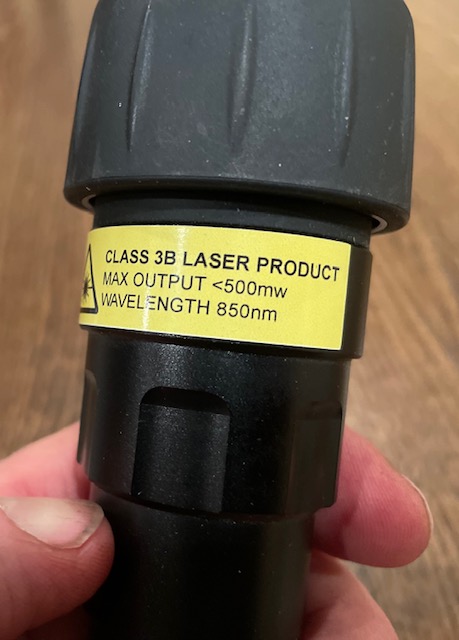 CLASS 3B LASER PRODUCT
MAX OUTPUT <500mw
WAVELENGTH 850nm